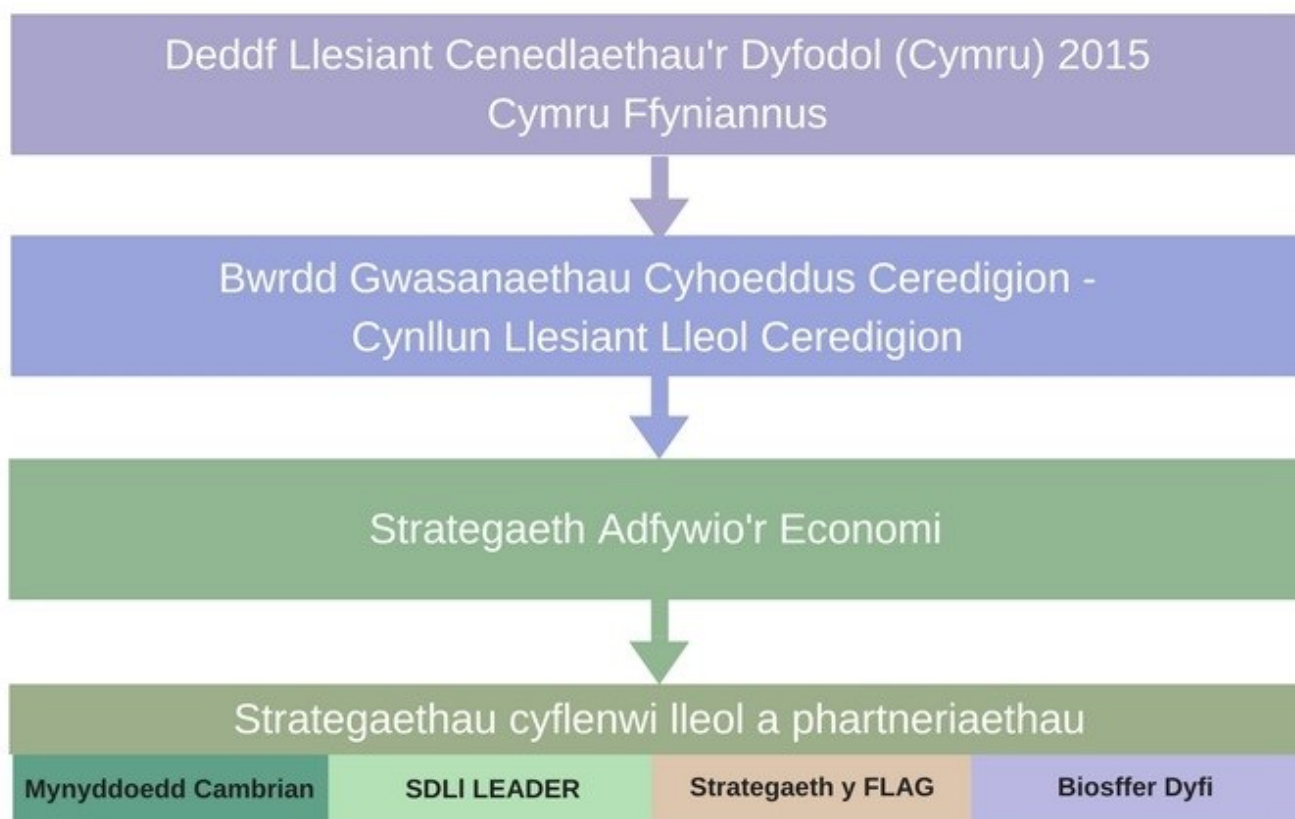 Deddf Llesiant Cenedlaethau'r Dyfodol (Cymru) 2015
Cymru Ffyniannus
Bwrdd Gwasanaethau Cyhoeddus Ceredigion -
Cynllun Llesiant Lleol Ceredigion
Strategaeth Adfywio'r Economi
Strategaethau cyflenwi lleol a phartneriaethau
Mynyddoedd Cambrian
SDLl LEADER
Strategaeth y FLAG
Biosffer Dyfi